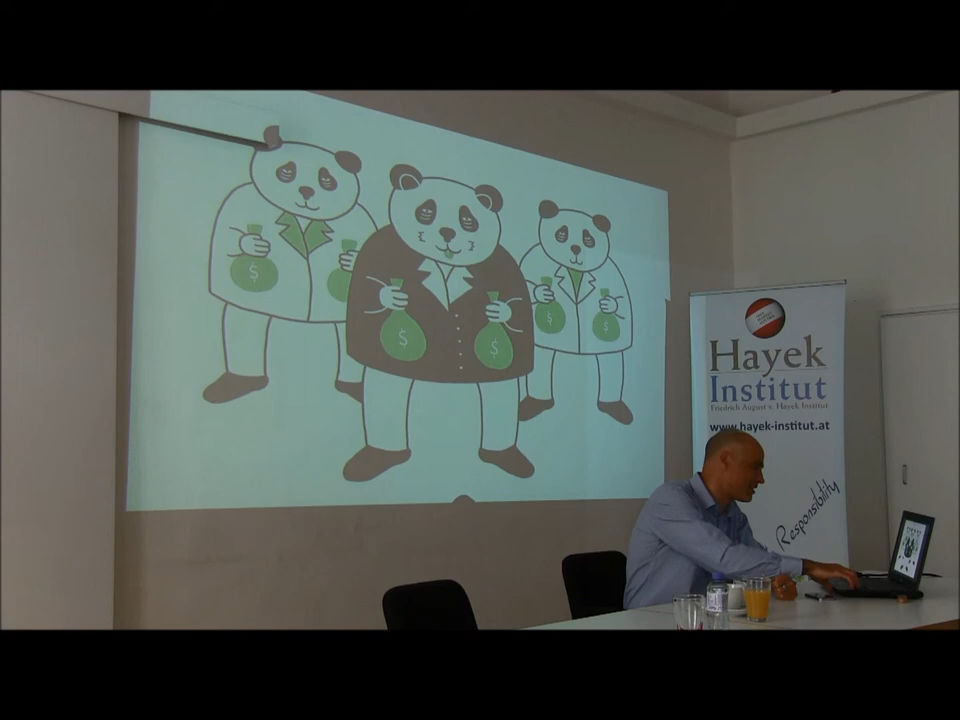 $
$
$
$
$
$
Hayek
Institut
Friedrich August v. Hayek Institut
www.hayek-institut.at
Responsibility